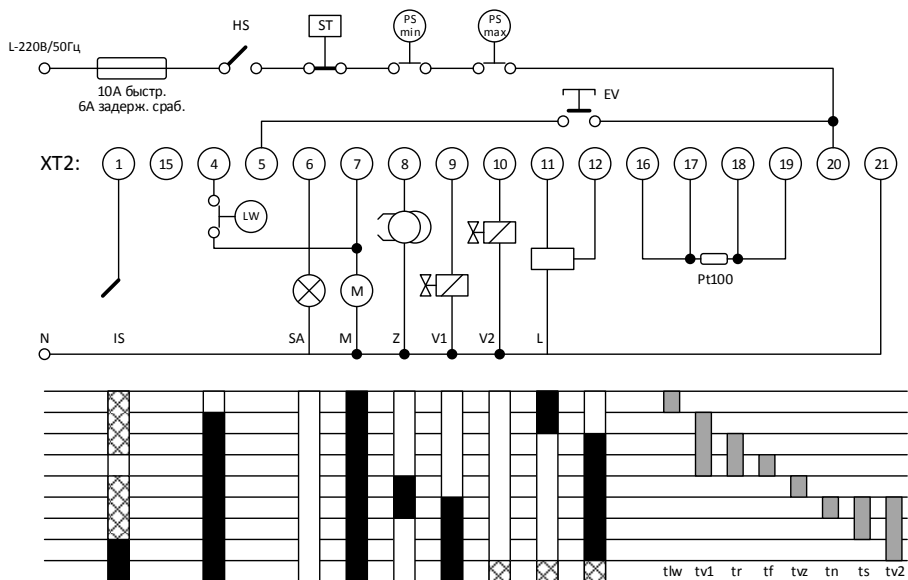 L-220В/50Гц
10А быстр.
6А задерж. сраб.
HS
ST
PS
min
PS
max
EV
XT2:
1 15 4 5 6 7 8 9 10 11 12 16 17 18 19 20 21
LW
M
Pt100
N IS SA M Z V1 V2 L
tlw tv1 tr tf tvz tn ts tv2